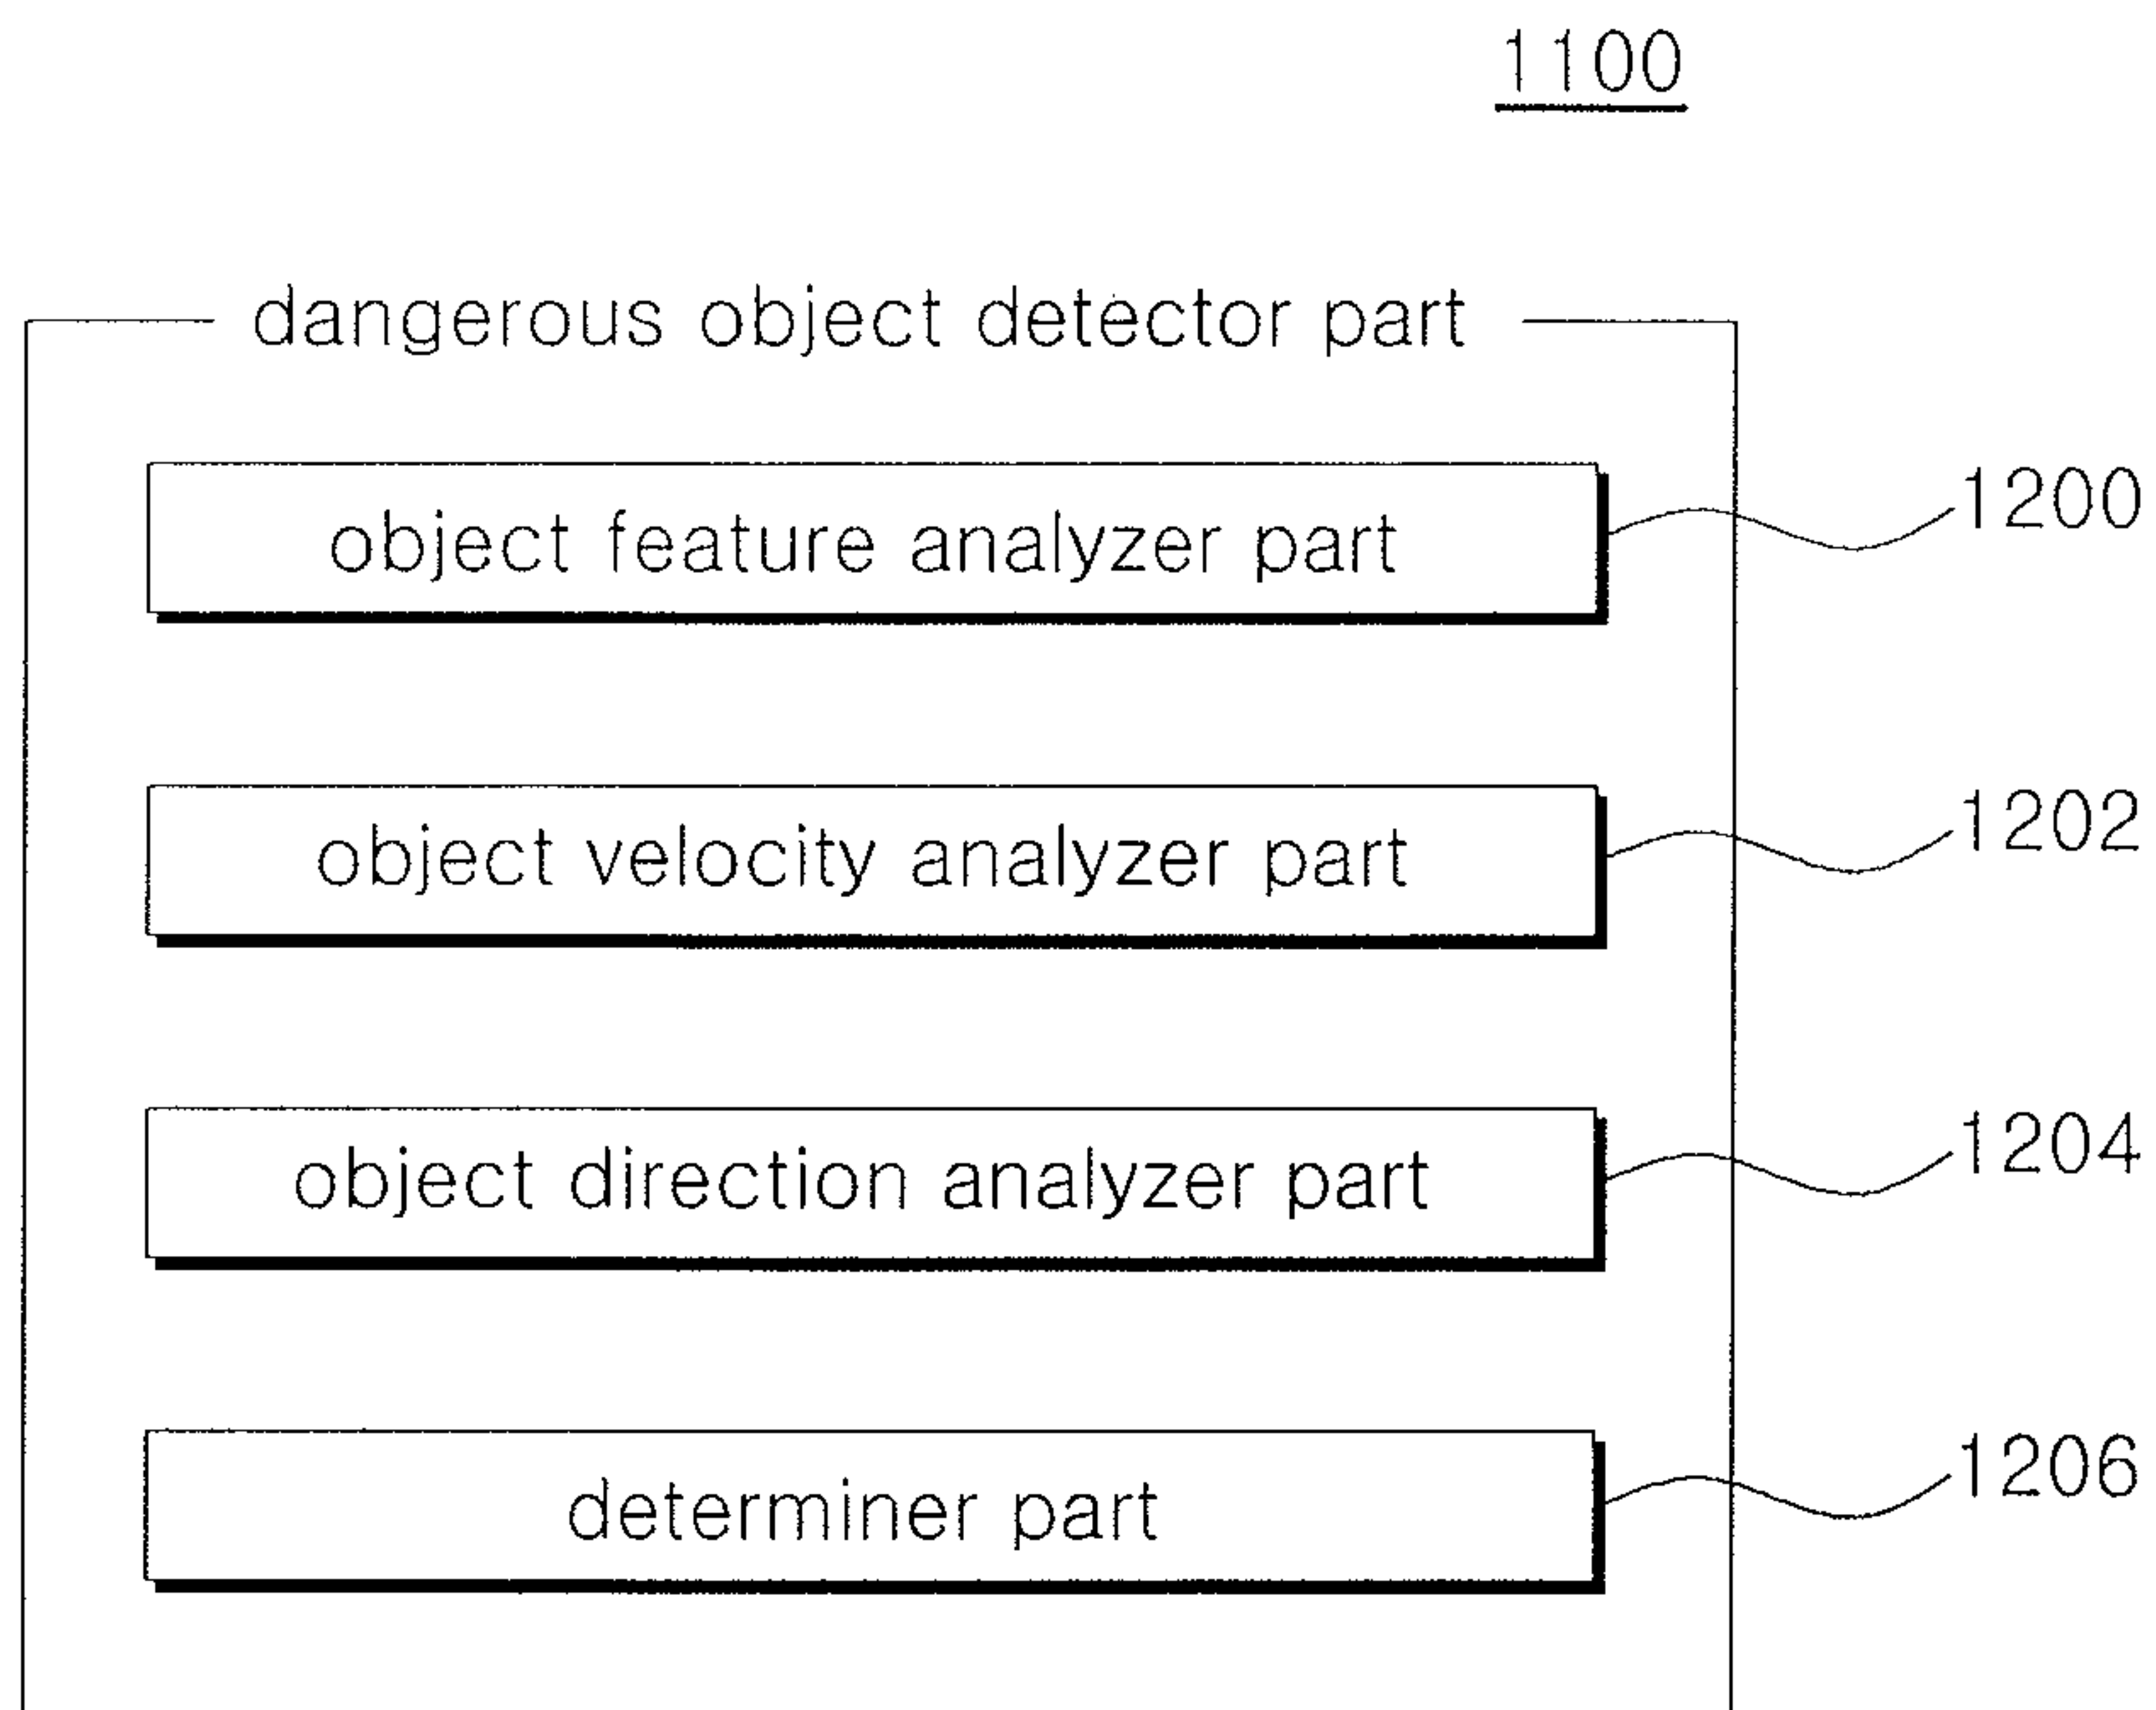 1100
dangerous object detector part
object feature analyzer part
1200
object velocity analyzer part
1202
object direction analyzer part
1204
determiner part
1206